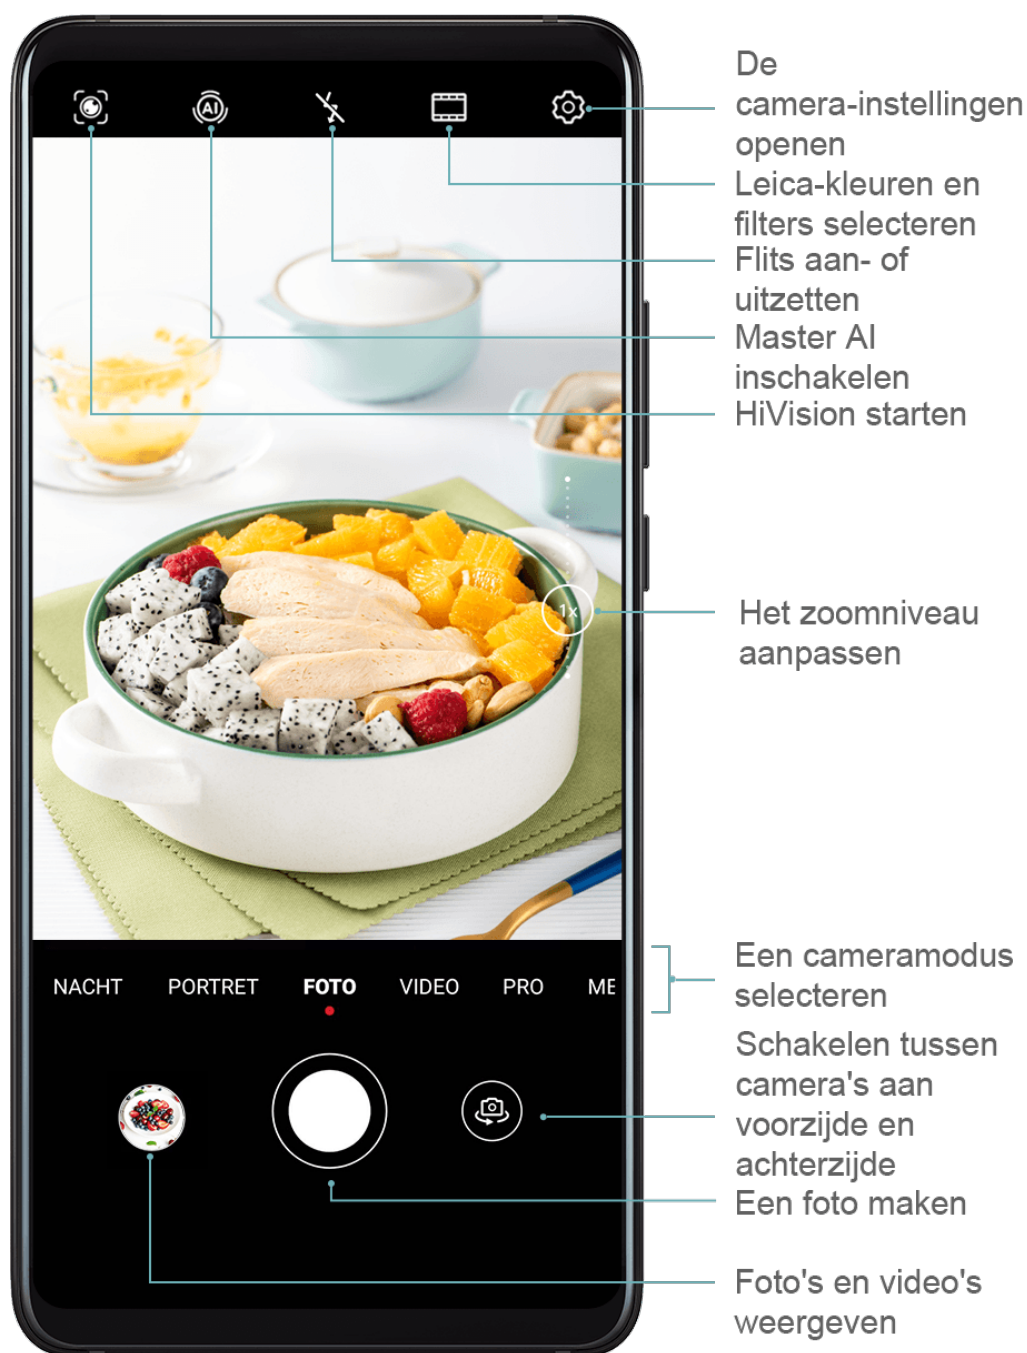 AI
De
camera-instellingen
openen
Leica-kleuren en
filters selecteren
Flits aan- of
uitzetten
Master AI
inschakelen
HiVision starten
1x
Het zoomniveau
aanpassen
NACHT PORTRET FOTO VIDEO PRO ME
Een cameramodus
selecteren
Schakelen tussen
camera's aan
voorzijde en
achterzijde
Een foto maken
Foto's en video's
weergeven